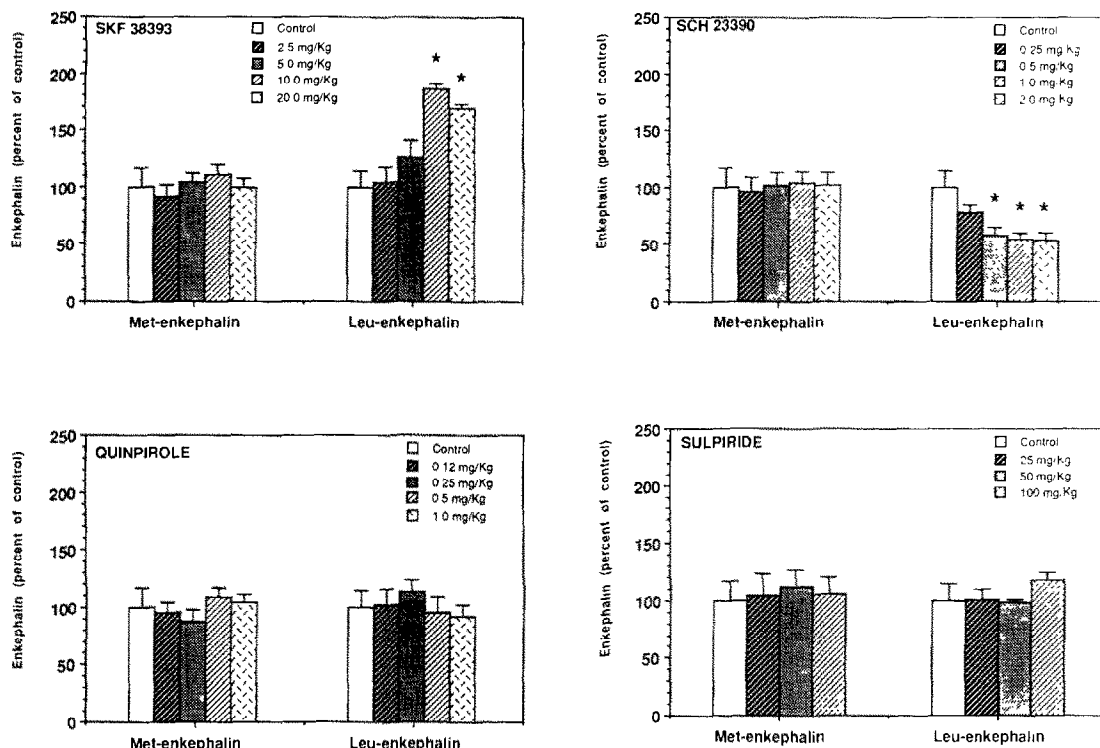 SKF 38393
Control
2.5 mg/Kg
5.0 mg/Kg
10.0 mg/Kg
20.0 mg/Kg
Enkephalin (percent of control)
250
200
150
100
50
0
* *
Met-enkephalin Leu-enkephalin
SCH 23390
Control
0.25 mg.Kg
0.5 mg/Kg
1.0 mg/Kg
2.0 mg.Kg
Enkephalin (percent of control)
250
200
150
100
50
0
* * *
Met-enkephalin Leu-enkephalin
QUINPIROLE
Control
0.12 mg/Kg
0.25 mg/Kg
0.5 mg/Kg
1.0 mg/Kg
Enkephalin (percent of control)
250
200
150
100
50
0
Met-enkephalin Leu-enkephalin
SULPIRIDE
Control
25 mg/Kg
50 mg/Kg
100 mg.Kg
Enkephalin (percent of control)
250
200
150
100
50
0
Met-enkephalin Leu-enkephalin